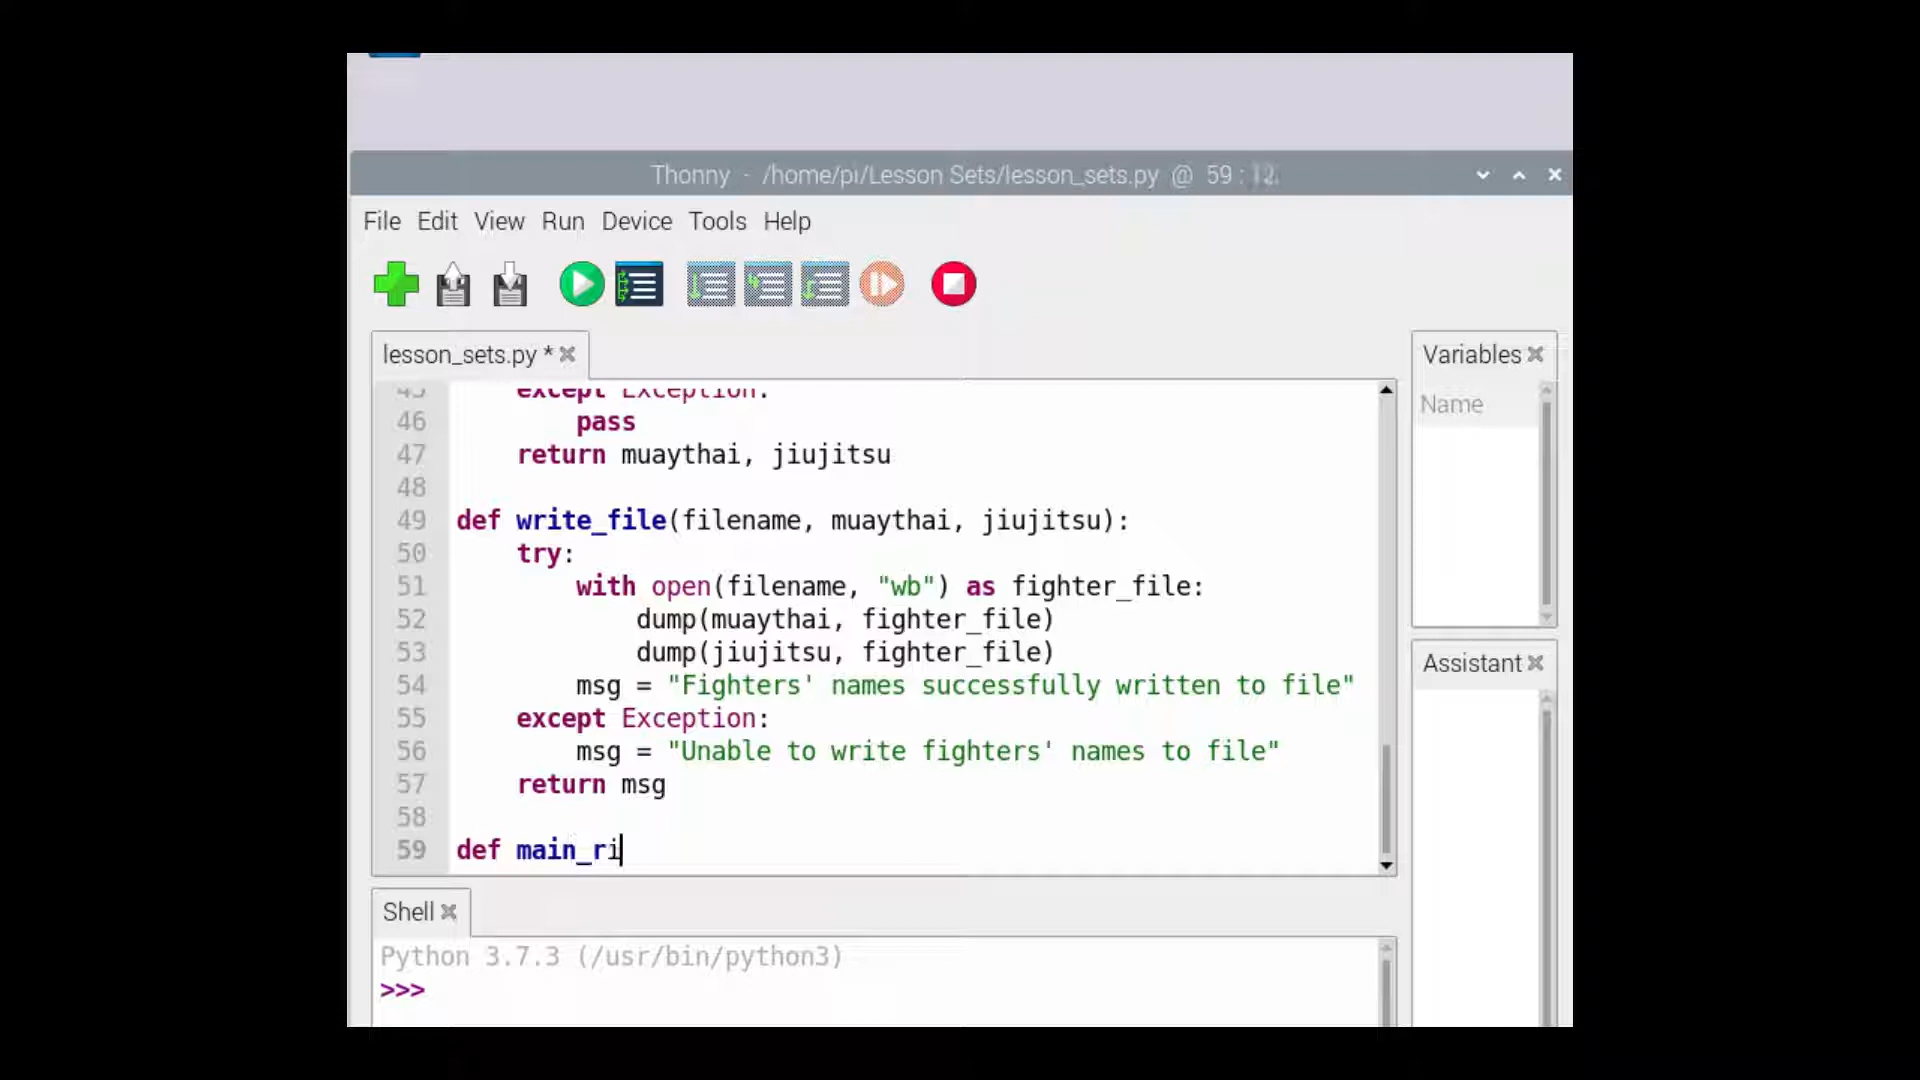 Thonny - /home/pi/Lesson Sets/lesson_sets.py @ 59 : 12
File Edit View Run Device Tools Help
lesson_sets.py *
45 except Exception:
46 pass
47 return muaythai, jiujitsu
48
49 def write_file(filename, muaythai, jiujitsu):
50 try:
51 with open(filename, "wb") as fighter_file:
52 dump(muaythai, fighter_file)
53 dump(jiujitsu, fighter_file)
54 msg = "Fighters' names successfully written to file"
55 except Exception:
56 msg = "Unable to write fighters' names to file"
57 return msg
58
59 def main_ri
Variables
Name
Assistant
Shell
Python 3.7.3 (/usr/bin/python3)
>>>